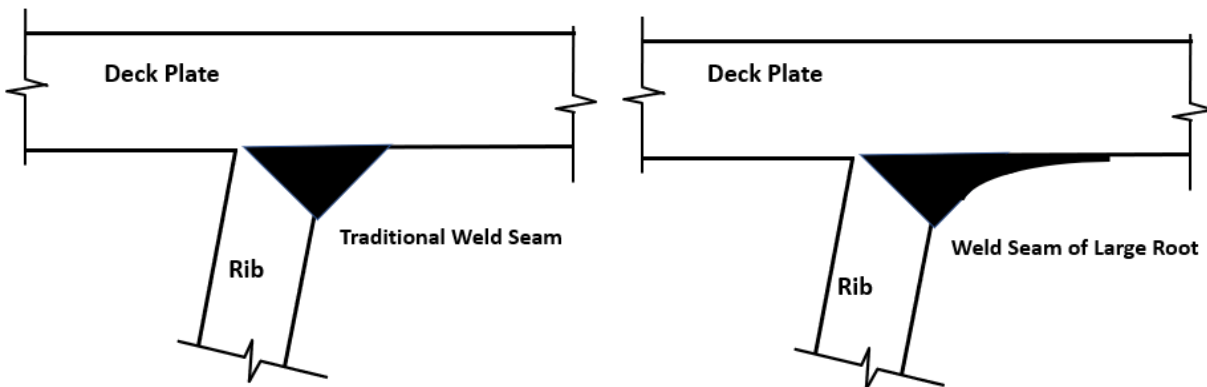 Deck Plate
Traditional Weld Seam
Rib
Deck Plate
Weld Seam of Large Root
Rib